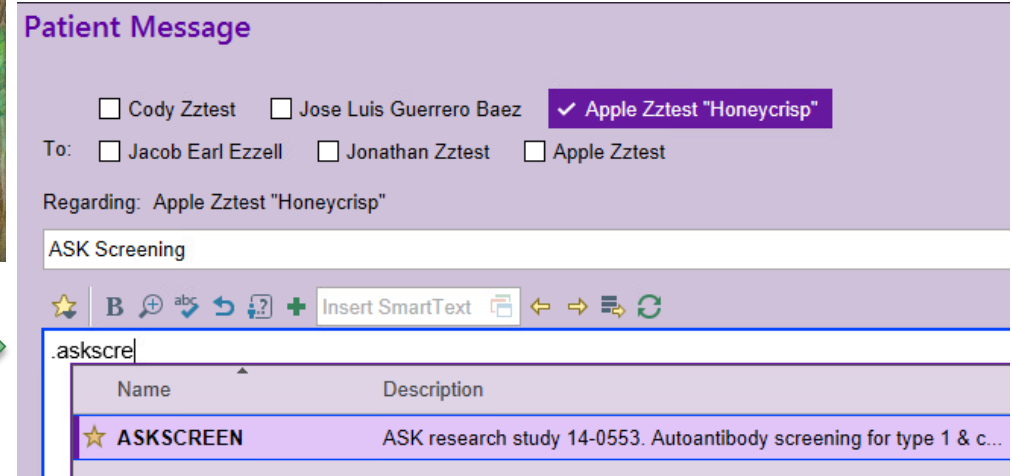 Patient Message
Cody Zztest Jose Luis Guerrero Baez Apple Zztest "Honeycrisp"
To: Jacob Earl Ezzell Jonathan Zztest Apple Zztest
Regarding: Apple Zztest "Honeycrisp"
ASK Screening
B abc Insert SmartText
.askscre
Name Description
ASKSCREEN ASK research study 14-0553. Autoantibody screening for type 1 & c...